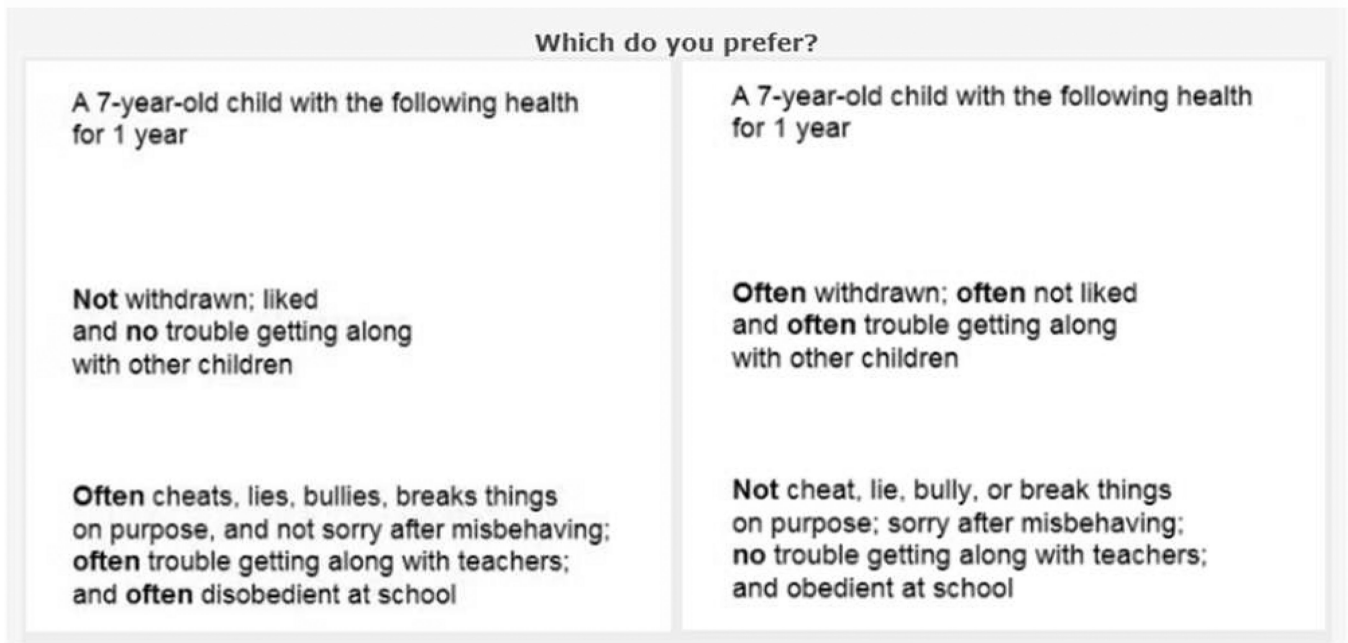 Which do you prefer?
A 7-year-old child with the following health
for 1 year
Not withdrawn; liked
and no trouble getting along
with other children
Often cheats, lies, bullies, breaks things
on purpose, and not sorry after misbehaving;
often trouble getting along with teachers;
and often disobedient at school
A 7-year-old child with the following health
for 1 year
Often withdrawn; often not liked
and often trouble getting along
with other children
Not cheat, lie, bully, or break things
on purpose; sorry after misbehaving;
no trouble getting along with teachers;
and obedient at school